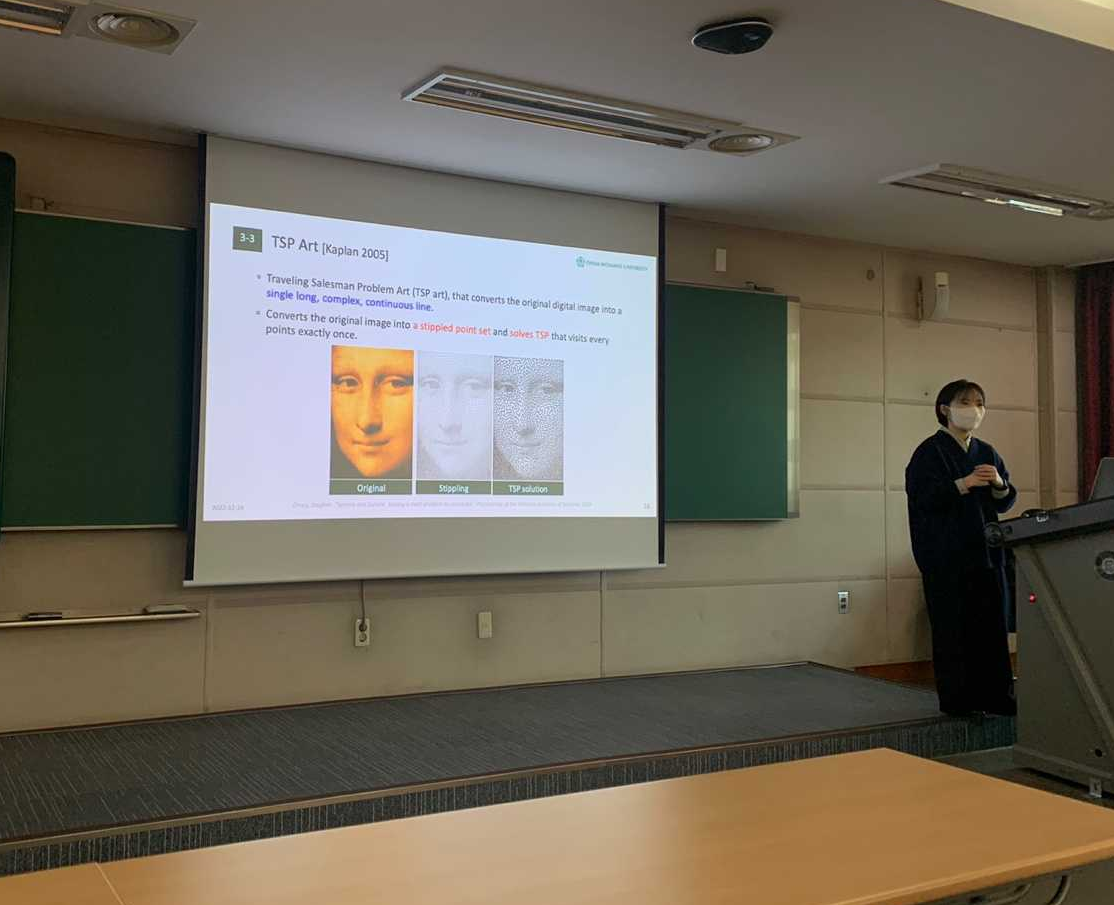 3-3
TSP Art [Kaplan 2005]
Traveling Salesman Problem Art (TSP art), that converts the original digital image into a
single long, complex, continuous line.
Converts the original image into a stippled point set and solves TSP that visits every
points exactly once.
Original
Stippling
TSP solution